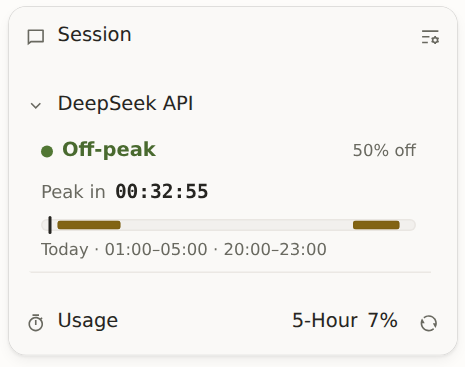 Session
DeepSeek API
Off-peak 50% off
Peak in 00:32:55
Today · 01:00–05:00 · 20:00–23:00
Usage 5-Hour 7%